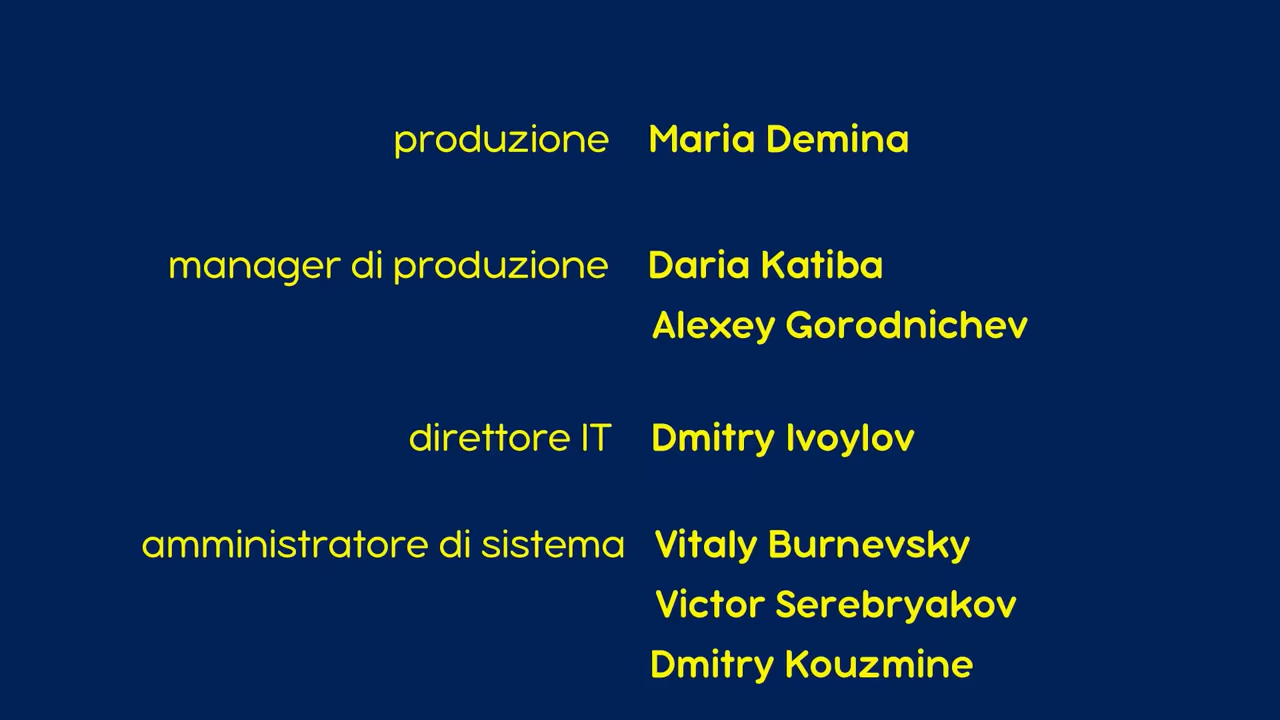 produzione Maria Demina
manager di produzione Daria Katiba
Alexey Gorodnichev
direttore IT Dmitry Ivoylov
amministratore di sistema Vitaly Burnevsky
Victor Serebryakov
Dmitry Kouzmine